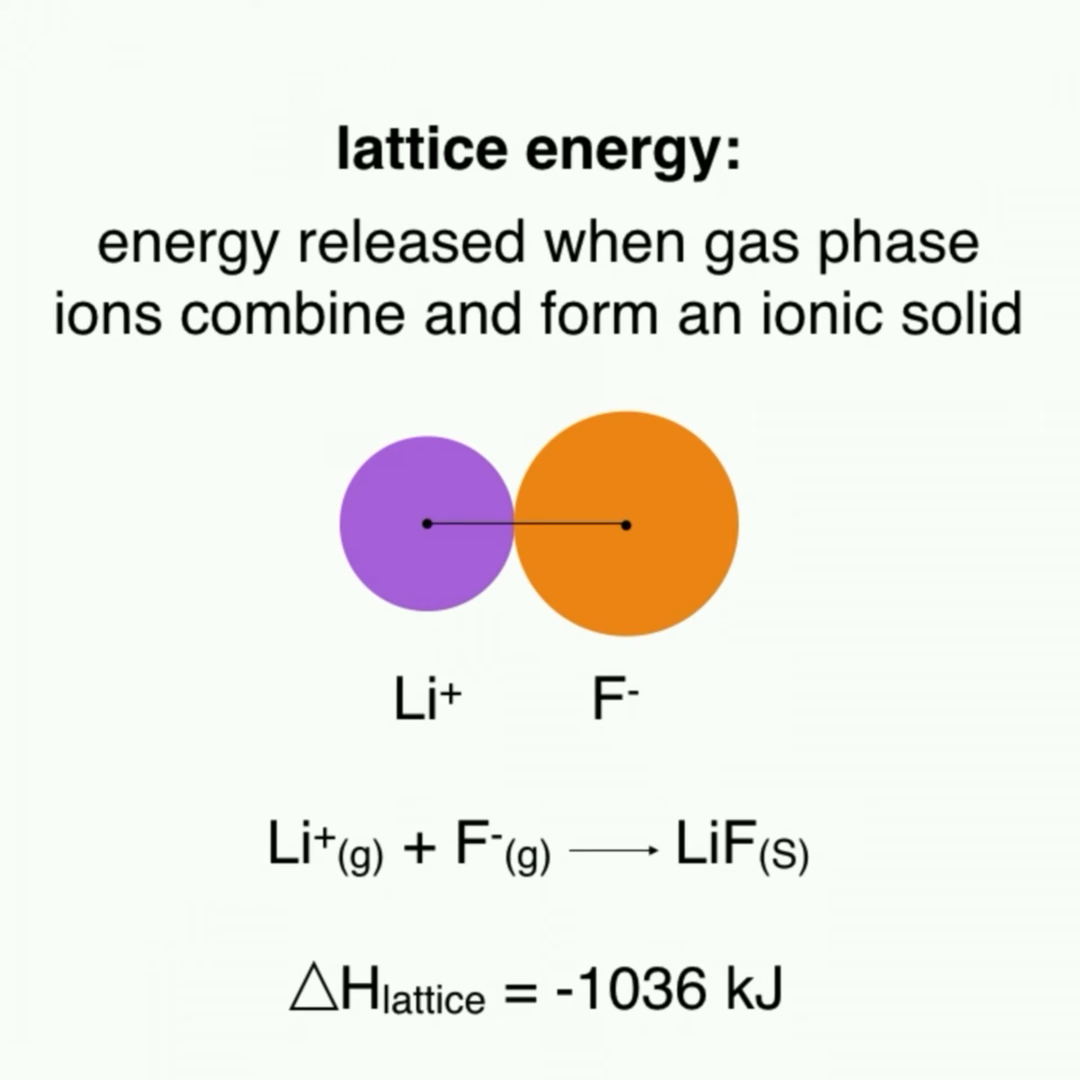 lattice energy:
energy released when gas phase
ions combine and form an ionic solid
Li⁺ F⁻
Li⁺(g) + F⁻(g) → LiF(S)
△Hlattice = -1036 kJ